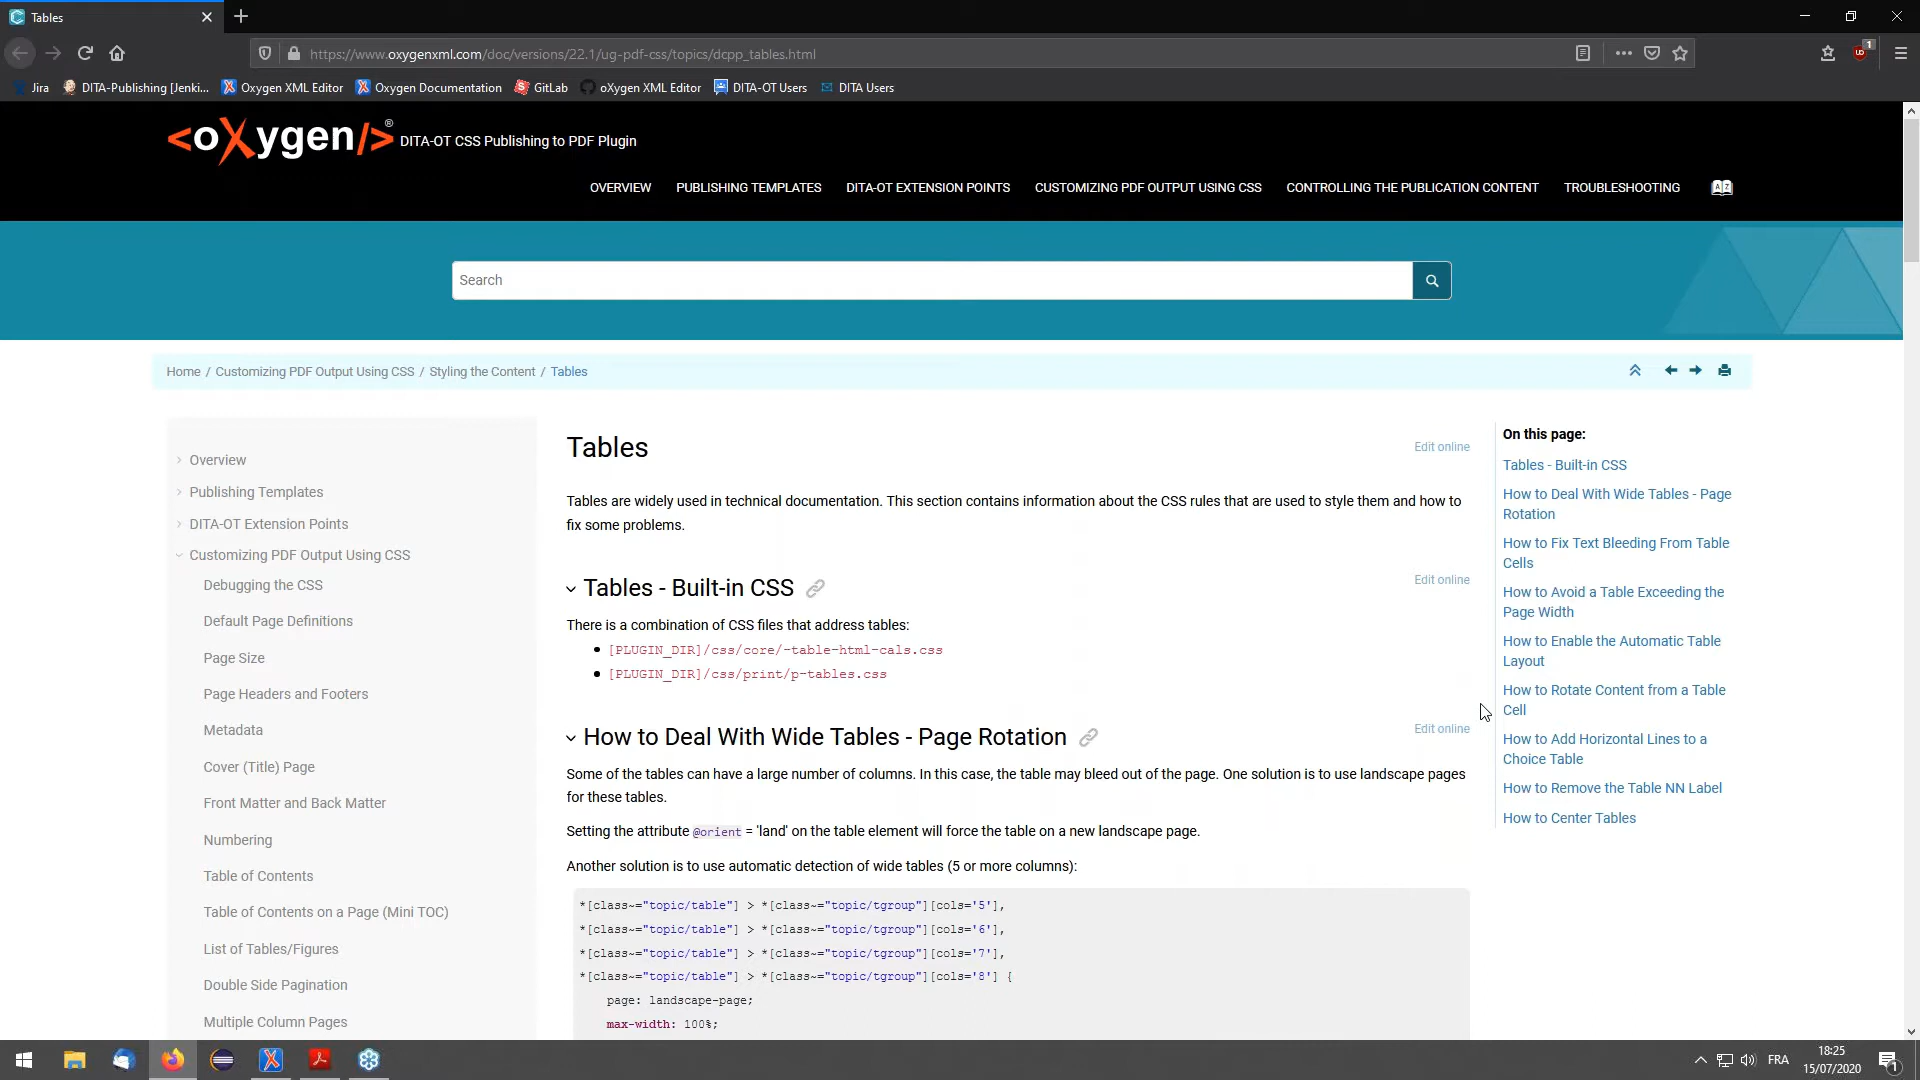 Tables
https://www.oxygenxml.com/doc/versions/22.1/ug-pdf-css/topics/dcpp_tables.html
1
Jira
DITA-Publishing [Jenki...
Oxygen XML Editor
Oxygen Documentation
GitLab
oXygen XML Editor
DITA-OT Users
DITA Users
<oXygen/>® DITA-OT CSS Publishing to PDF Plugin
OVERVIEW
PUBLISHING TEMPLATES
DITA-OT EXTENSION POINTS
CUSTOMIZING PDF OUTPUT USING CSS
CONTROLLING THE PUBLICATION CONTENT
TROUBLESHOOTING
A Z
Search
Home / Customizing PDF Output Using CSS / Styling the Content / Tables
Overview
Publishing Templates
DITA-OT Extension Points
Customizing PDF Output Using CSS
Debugging the CSS
Default Page Definitions
Page Size
Page Headers and Footers
Metadata
Cover (Title) Page
Front Matter and Back Matter
Numbering
Table of Contents
Table of Contents on a Page (Mini TOC)
List of Tables/Figures
Double Side Pagination
Multiple Column Pages
Tables
Edit online
Tables are widely used in technical documentation. This section contains information about the CSS rules that are used to style them and how to
fix some problems.
Tables - Built-in CSS
Edit online
There is a combination of CSS files that address tables:
• [PLUGIN_DIR]/css/core/-table-html-cals.css
• [PLUGIN_DIR]/css/print/p-tables.css
How to Deal With Wide Tables - Page Rotation
Edit online
Some of the tables can have a large number of columns. In this case, the table may bleed out of the page. One solution is to use landscape pages
for these tables.
Setting the attribute @orient = 'land' on the table element will force the table on a new landscape page.
Another solution is to use automatic detection of wide tables (5 or more columns):
*[class~="topic/table"] > *[class~="topic/tgroup"][cols='5'],
*[class~="topic/table"] > *[class~="topic/tgroup"][cols='6'],
*[class~="topic/table"] > *[class~="topic/tgroup"][cols='7'],
*[class~="topic/table"] > *[class~="topic/tgroup"][cols='8'] {
page: landscape-page;
max-width: 100%;
On this page:
Tables - Built-in CSS
How to Deal With Wide Tables - Page
Rotation
How to Fix Text Bleeding From Table
Cells
How to Avoid a Table Exceeding the
Page Width
How to Enable the Automatic Table
Layout
How to Rotate Content from a Table
Cell
How to Add Horizontal Lines to a
Choice Table
How to Remove the Table NN Label
How to Center Tables
FRA
18:25
15/07/2020
1